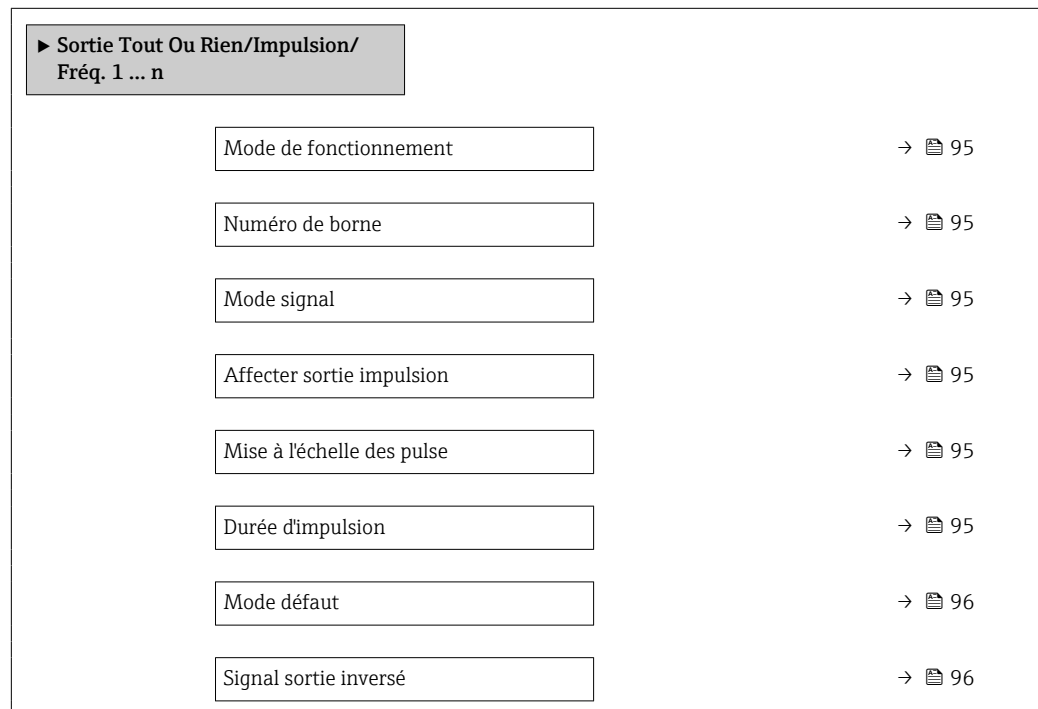 ▶ Sortie Tout Ou Rien/Impulsion/
Fréq. 1 ... n
Mode de fonctionnement → 95
Numéro de borne → 95
Mode signal → 95
Affecter sortie impulsion → 95
Mise à l'échelle des pulse → 95
Durée d'impulsion → 95
Mode défaut → 96
Signal sortie inversé → 96